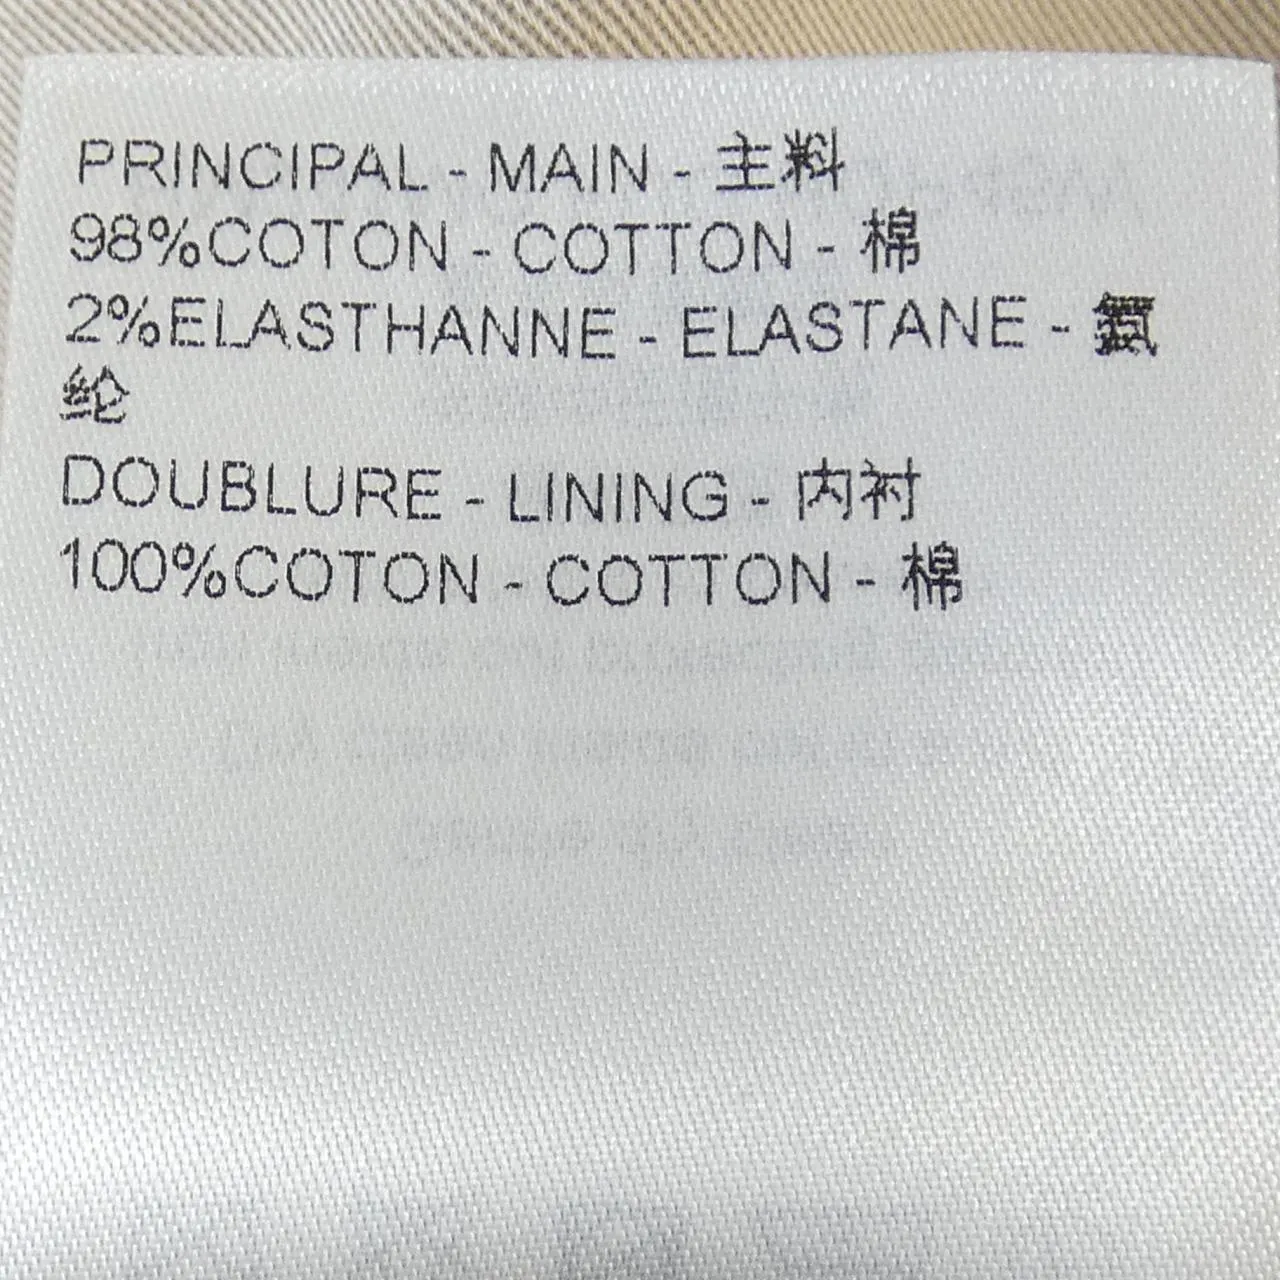 PRINCIPAL - MAIN - 主料
98%COTON - COTTON - 棉
2%ELASTHANNE - ELASTANE - 氨
纶
DOUBLURE - LINING - 内衬
100%COTON - COTTON - 棉